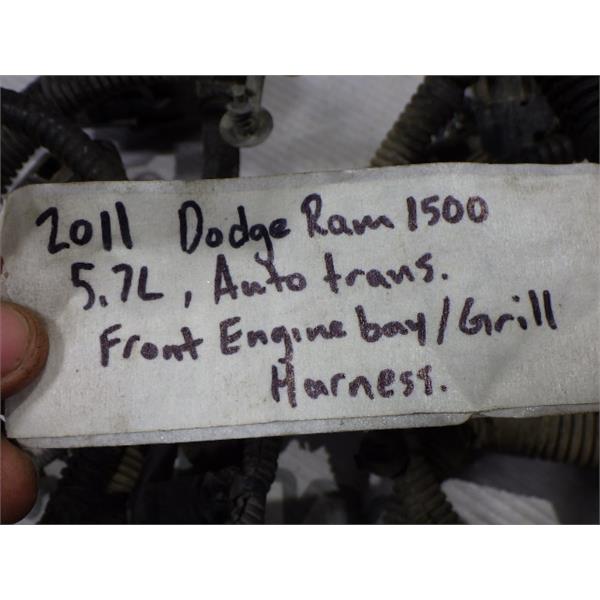 2011 Dodge Ram 1500
5.7L, Auto trans.
Front Engine bay/Grill
Harness.